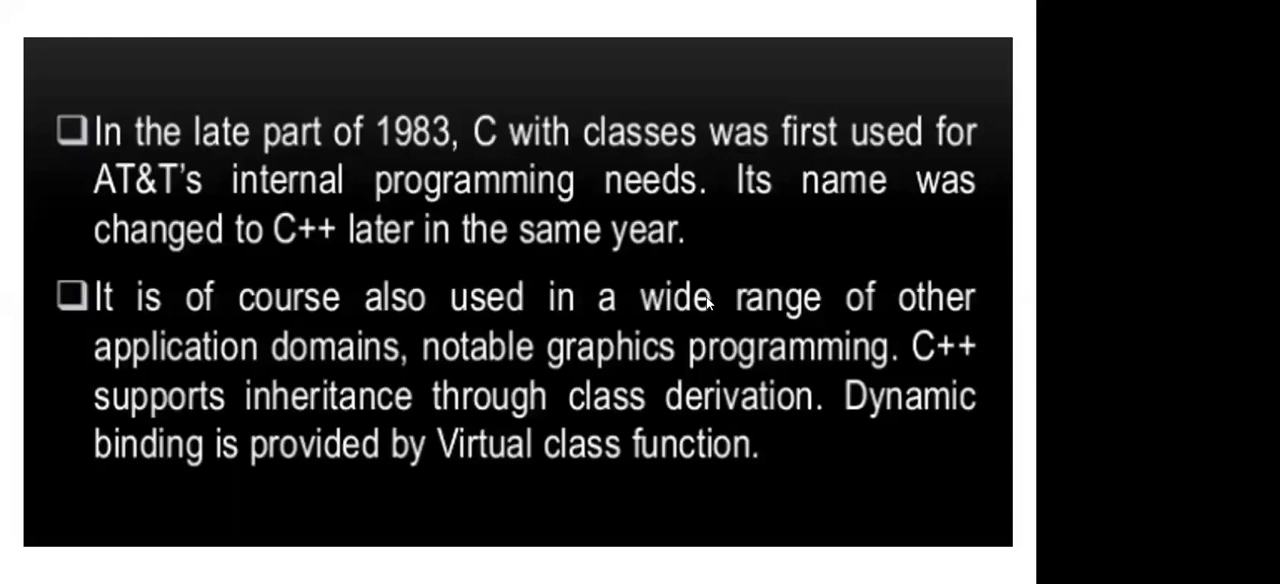 ❑In the late part of 1983, C with classes was first used for
AT&T's internal programming needs. Its name was
changed to C++ later in the same year.
❑It is of course also used in a wide range of other
application domains, notable graphics programming. C++
supports inheritance through class derivation. Dynamic
binding is provided by Virtual class function.